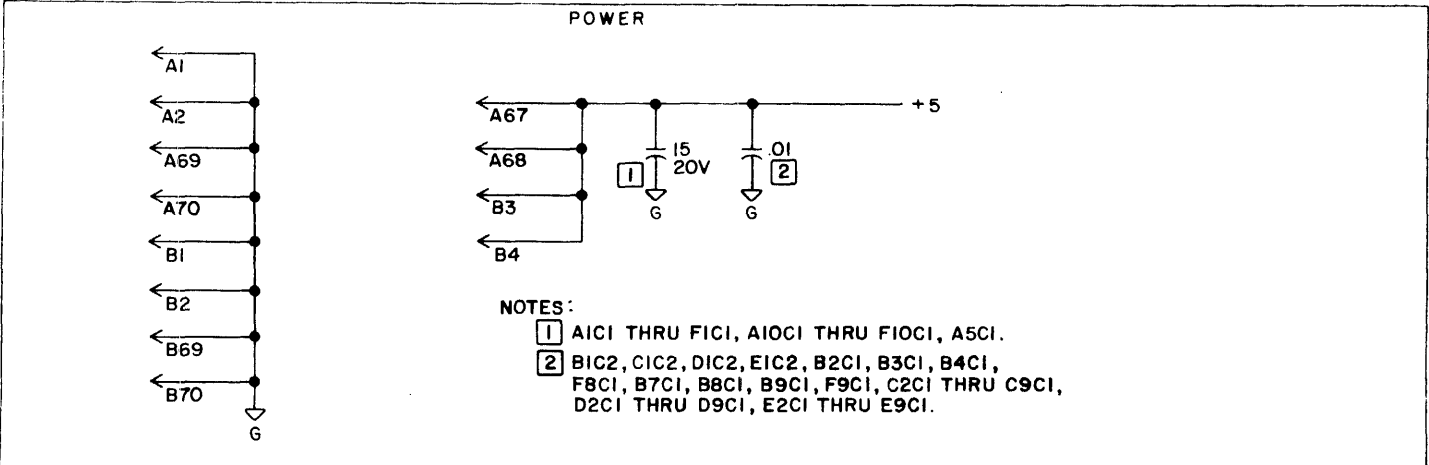 POWER
A1
A2
A69
A70
B1
B2
B69
B70
G
A67
A68
B3
B4
+5
15
20V
1
G
.01
2
G
NOTES:
1 A1C1 THRU F1C1, A10C1 THRU F10C1, A5C1.
2 B1C2, C1C2, D1C2, E1C2, B2C1, B3C1, B4C1,
F8C1, B7C1, B8C1, B9C1, F9C1, C2C1 THRU C9C1,
D2C1 THRU D9C1, E2C1 THRU E9C1.